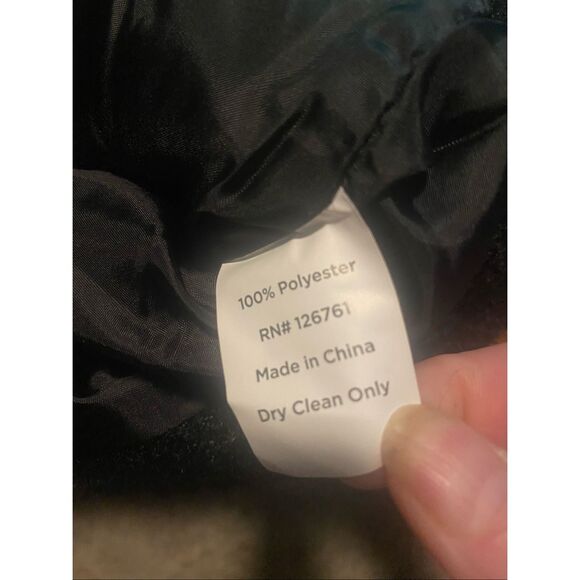 100% Polyester
RN# 126761
Made in China
Dry Clean Only